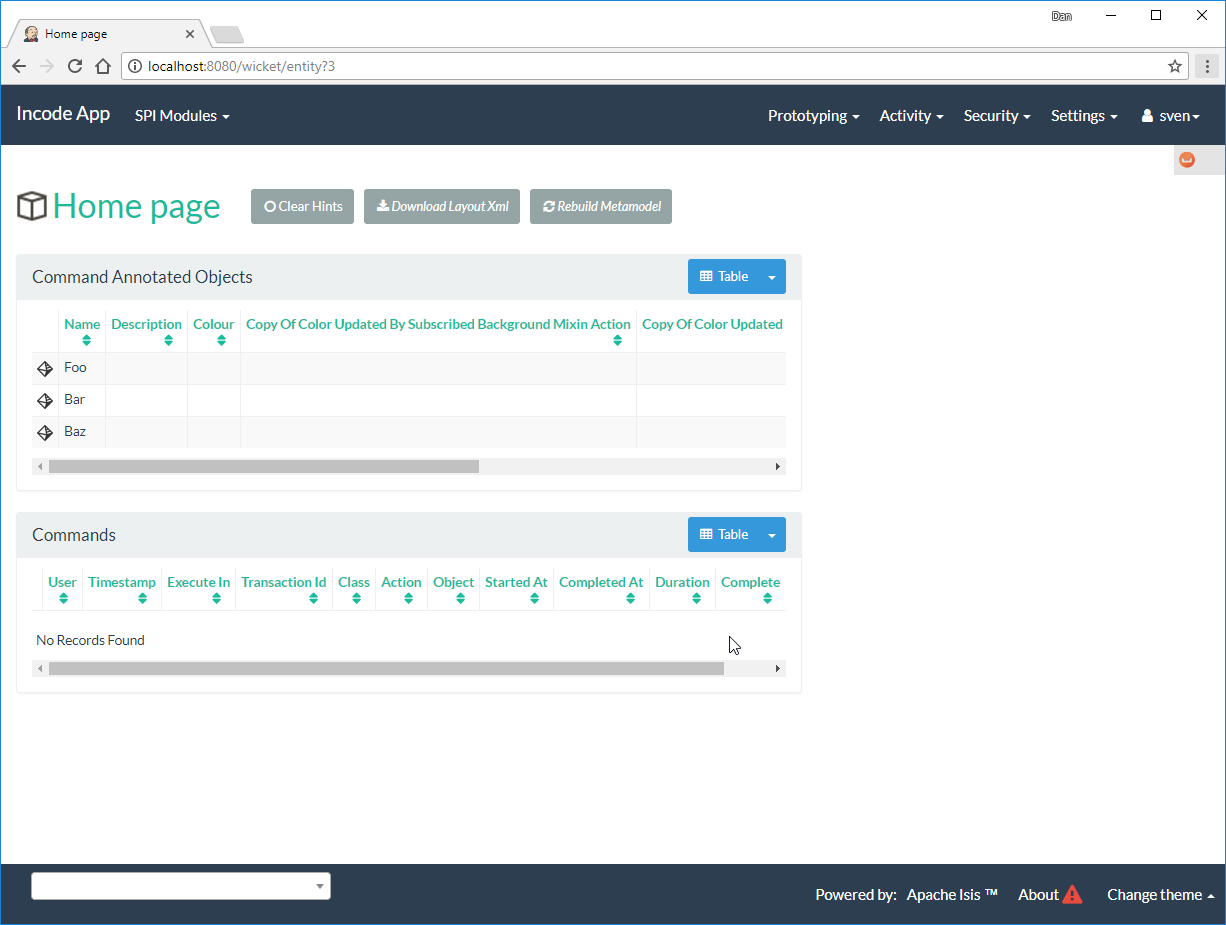 Dan
Home page
localhost:8080/wicket/entity?3
Incode App SPI Modules Prototyping Activity Security Settings sven
Home page Clear Hints Download Layout Xml Rebuild Metamodel
Command Annotated Objects Table
Name Description Colour Copy Of Color Updated By Subscribed Background Mixin Action Copy Of Color Updated
Foo
Bar
Baz
Commands Table
User Timestamp Execute In Transaction Id Class Action Object Started At Completed At Duration Complete
No Records Found
Powered by: Apache Isis ™ About Change theme